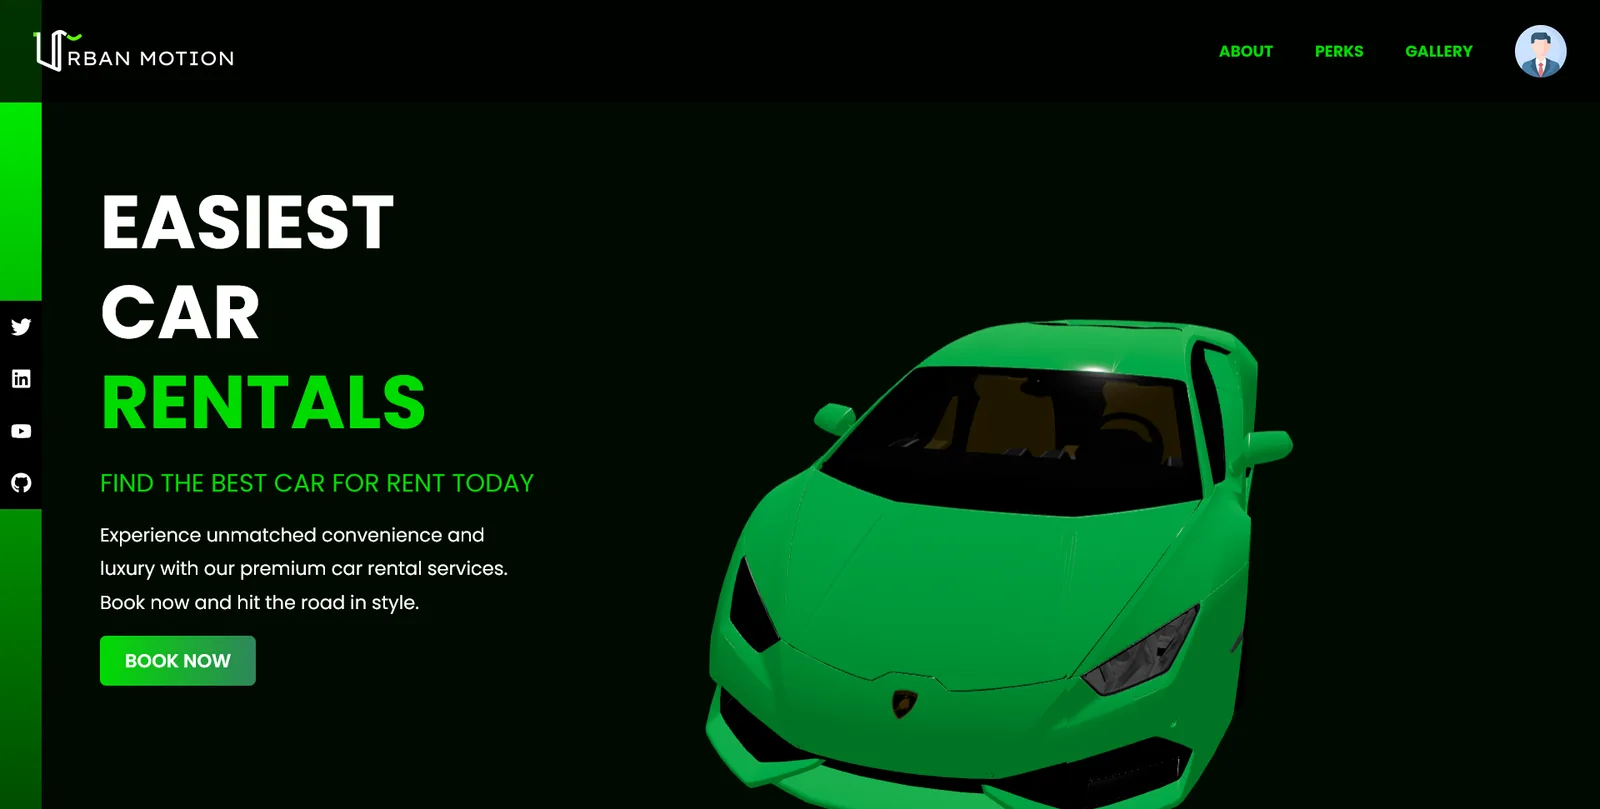 URBAN MOTION
ABOUT
PERKS
GALLERY
EASIEST
CAR
RENTALS
FIND THE BEST CAR FOR RENT TODAY
Experience unmatched convenience and
luxury with our premium car rental services.
Book now and hit the road in style.
BOOK NOW
in